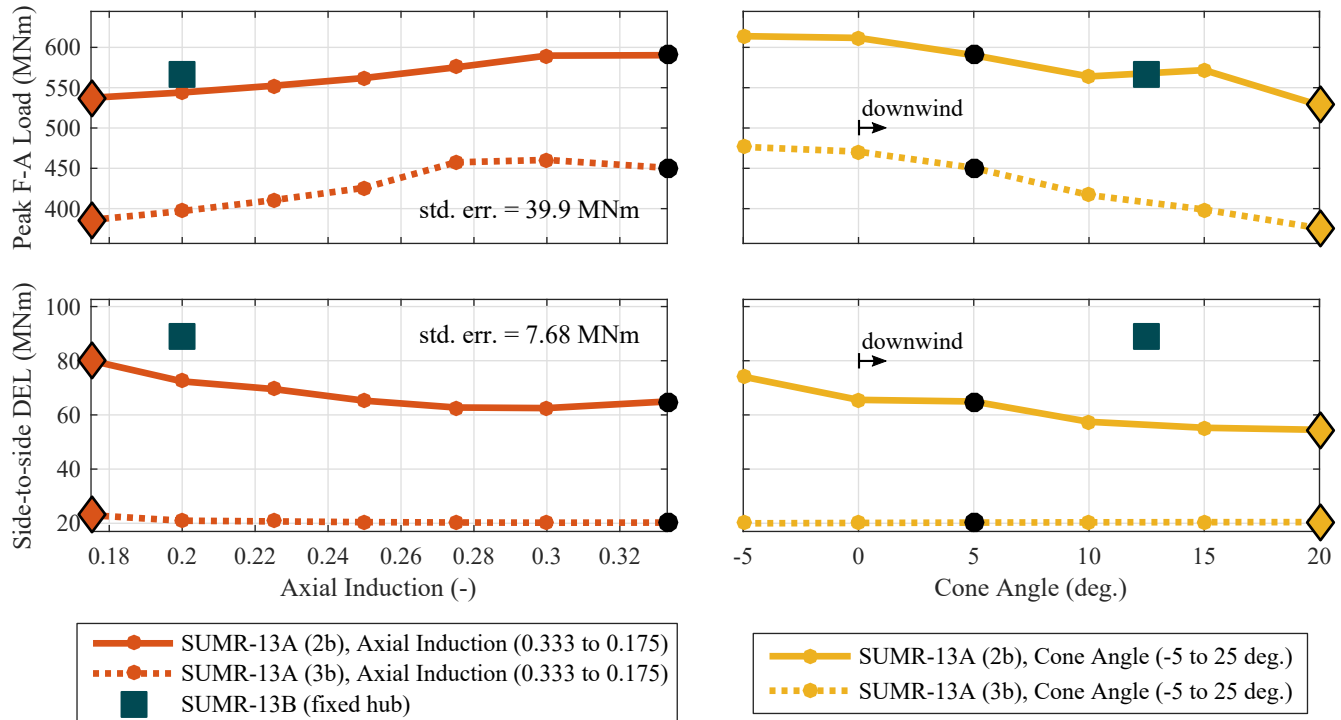 Peak F-A Load (MNm)
600
550
500
450
400
std. err. = 39.9 MNm
downwind
Side-to-side DEL (MNm)
100
80
60
40
20
std. err. = 7.68 MNm
downwind
0.18 0.2 0.22 0.24 0.26 0.28 0.3 0.32
Axial Induction (-)
-5 0 5 10 15 20
Cone Angle (deg.)
SUMR-13A (2b), Axial Induction (0.333 to 0.175)
SUMR-13A (3b), Axial Induction (0.333 to 0.175)
SUMR-13B (fixed hub)
SUMR-13A (2b), Cone Angle (-5 to 25 deg.)
SUMR-13A (3b), Cone Angle (-5 to 25 deg.)